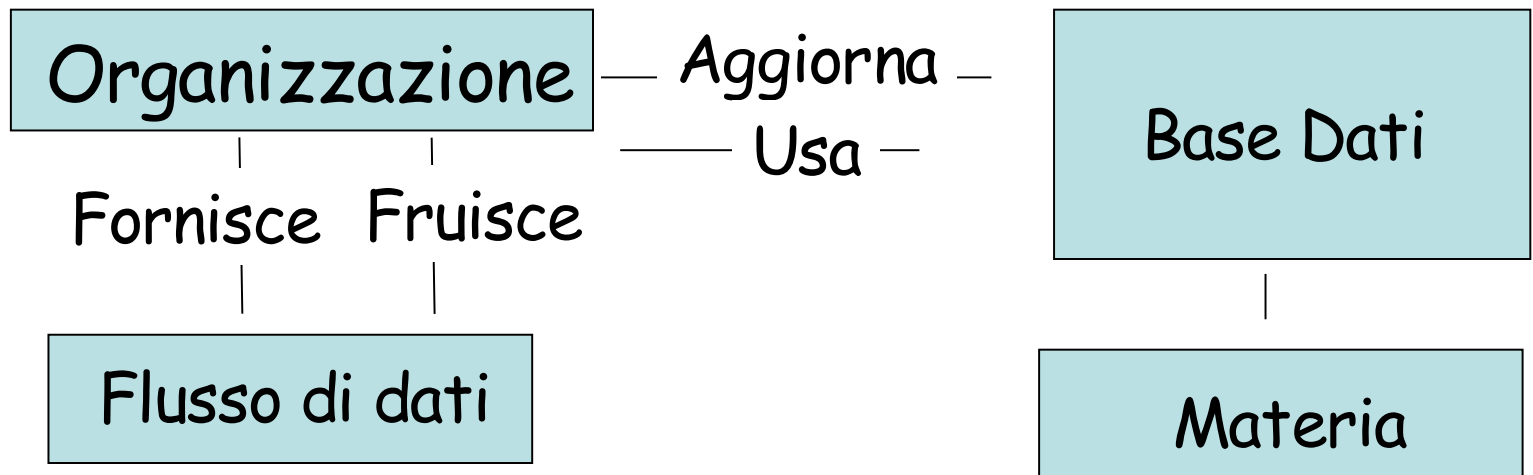 Organizzazione
Aggiorna
Usa
Base Dati
Fornisce
Fruisce
Flusso di dati
Materia